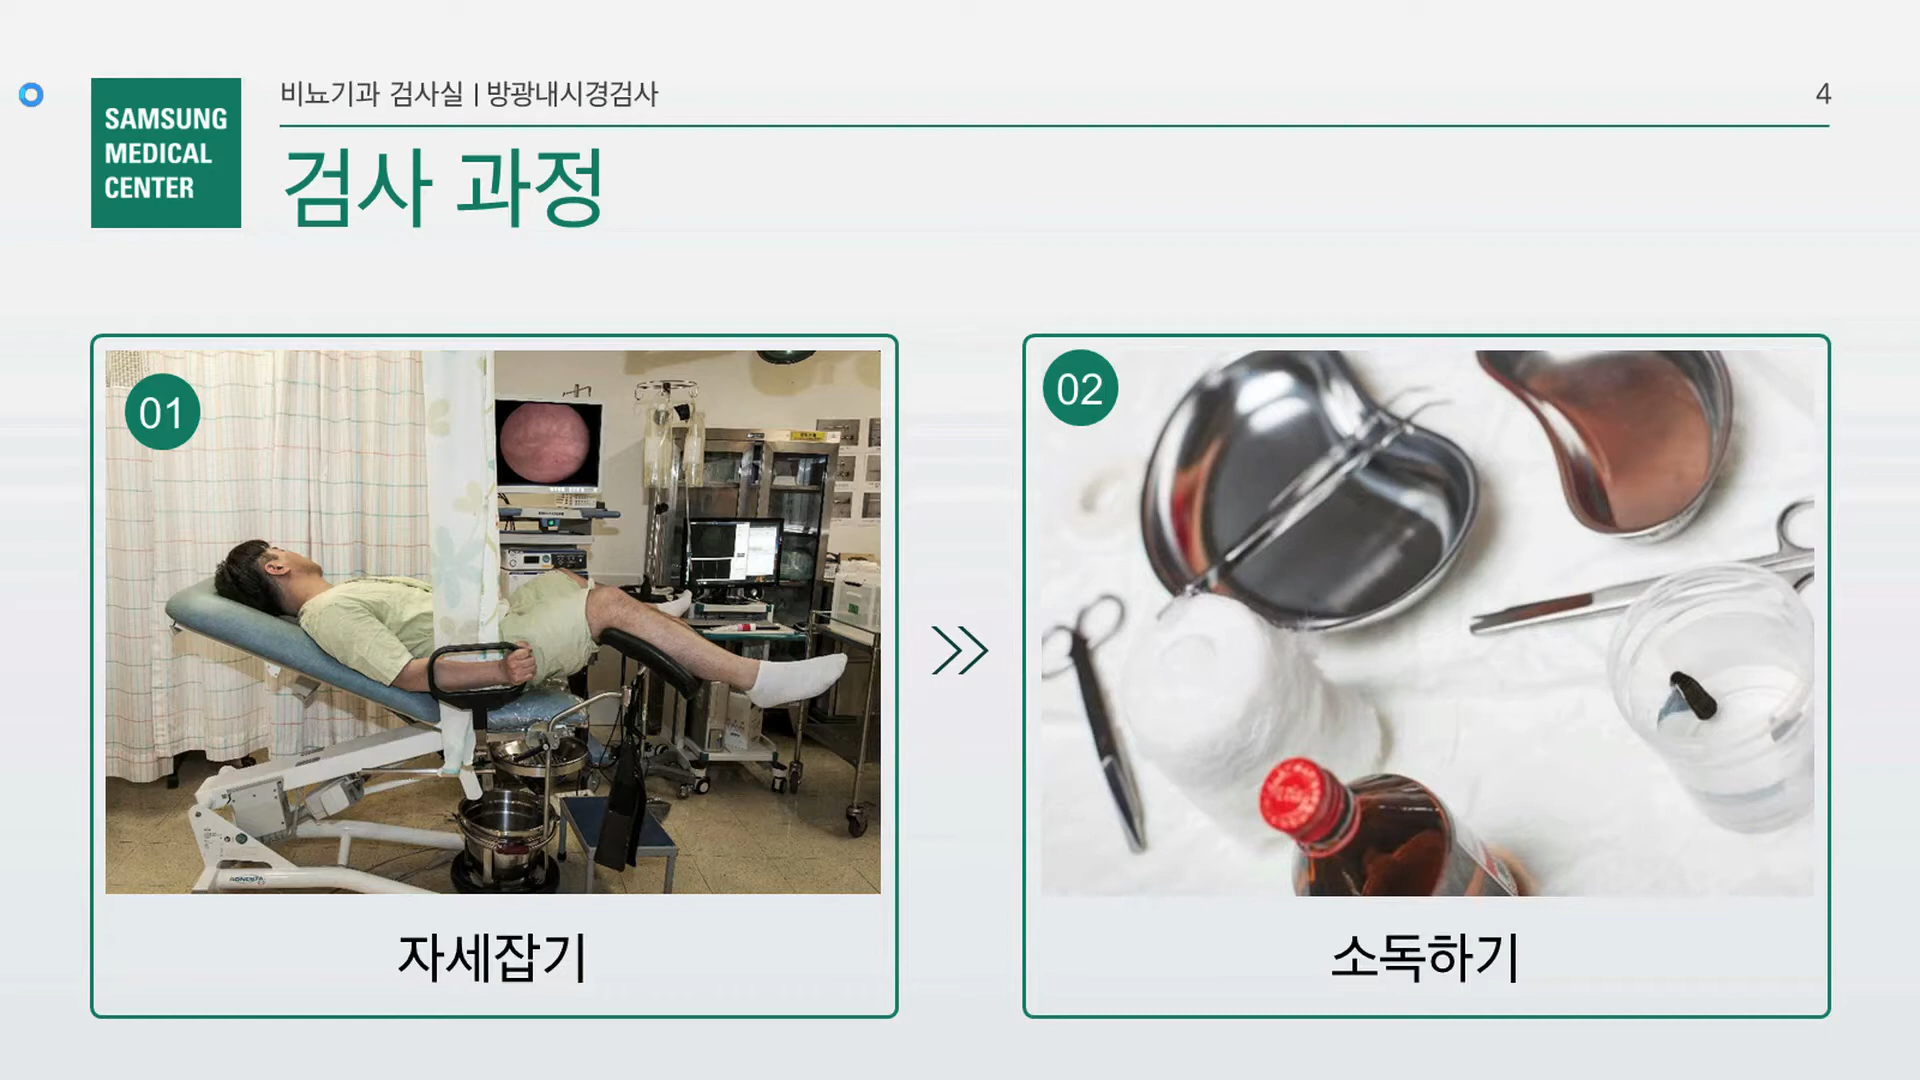 SAMSUNG
MEDICAL
CENTER
비뇨기과 검사실 | 방광내시경검사
4
검사 과정
01
자세잡기
02
소독하기